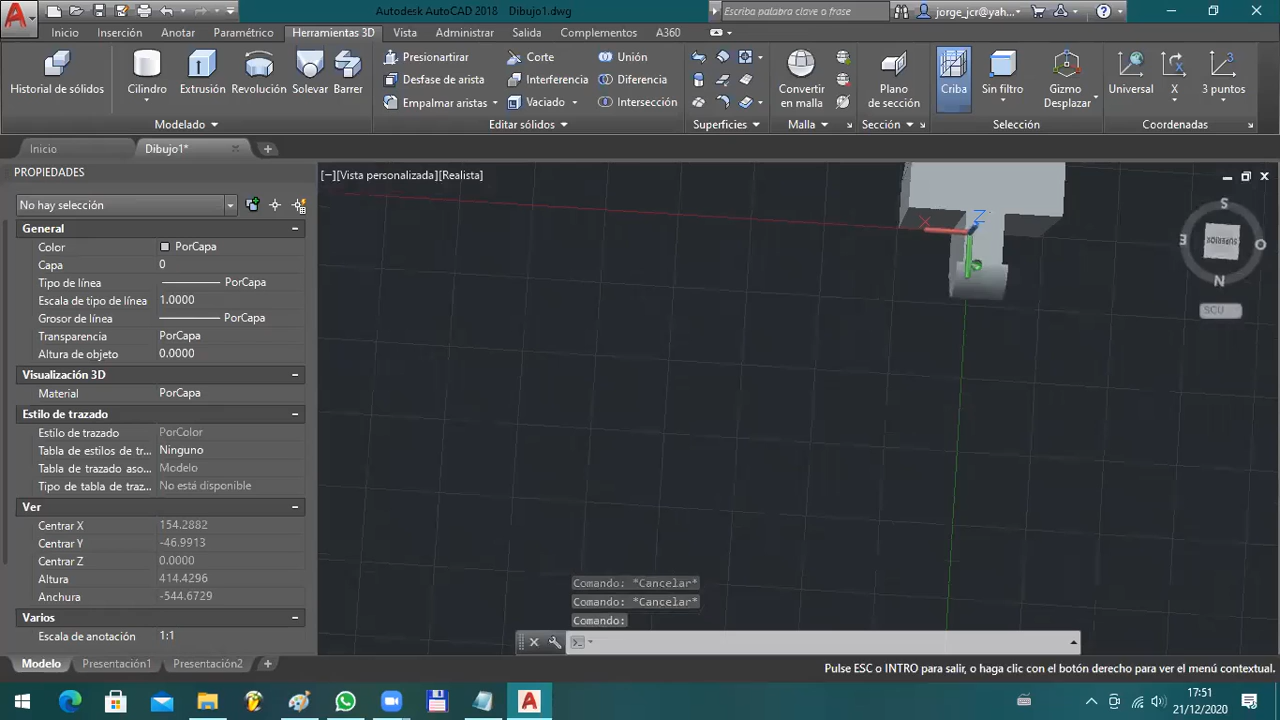 Autodesk AutoCAD 2018 Dibujo1.dwg
Escriba palabra clave o frase
jorge_jcr@yah...
Inicio Inserción Anotar Paramétrico Herramientas 3D Vista Administrar Salida Complementos A360
Historial de sólidos
Cilindro Extrusión Revolución Solevar Barrer
Modelado
Presionartirar Corte Unión
Desfase de arista Interferencia Diferencia
Empalmar aristas Vaciado Intersección
Editar sólidos
Superficies
Convertir
en malla
Malla
Plano
de sección
Sección
Criba Sin filtro Gizmo
Desplazar
Selección
Universal X 3 puntos
Coordenadas
Inicio Dibujo1*
PROPIEDADES
No hay selección
General
Color PorCapa
Capa 0
Tipo de línea PorCapa
Escala de tipo de línea 1.0000
Grosor de línea PorCapa
Transparencia PorCapa
Altura de objeto 0.0000
Visualización 3D
Material PorCapa
Estilo de trazado
Estilo de trazado PorColor
Tabla de estilos de tr... Ninguno
Tabla de trazado aso... Modelo
Tipo de tabla de traz... No está disponible
Ver
Centrar X 154.2882
Centrar Y -46.9913
Centrar Z 0.0000
Altura 414.4296
Anchura -544.6729
Varios
Escala de anotación 1:1
[−][Vista personalizada][Realista]
X
Z
S
E
SUPERIOR
O
N
SCU
Comando: *Cancelar*
Comando: *Cancelar*
Comando:
Modelo Presentación1 Presentación2
Pulse ESC o INTRO para salir, o haga clic con el botón derecho para ver el menú contextual.
17:51
21/12/2020